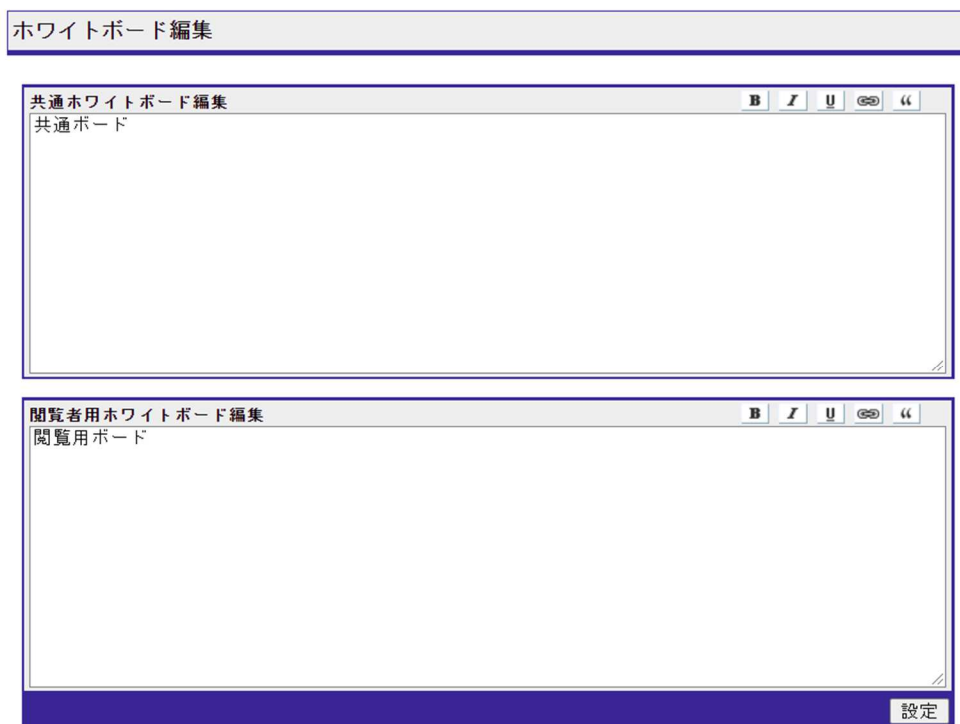 ホワイトボード編集
共通ホワイトボード編集 B I U “
共通ボード
閲覧者用ホワイトボード編集 B I U “
閲覧用ボード
設定